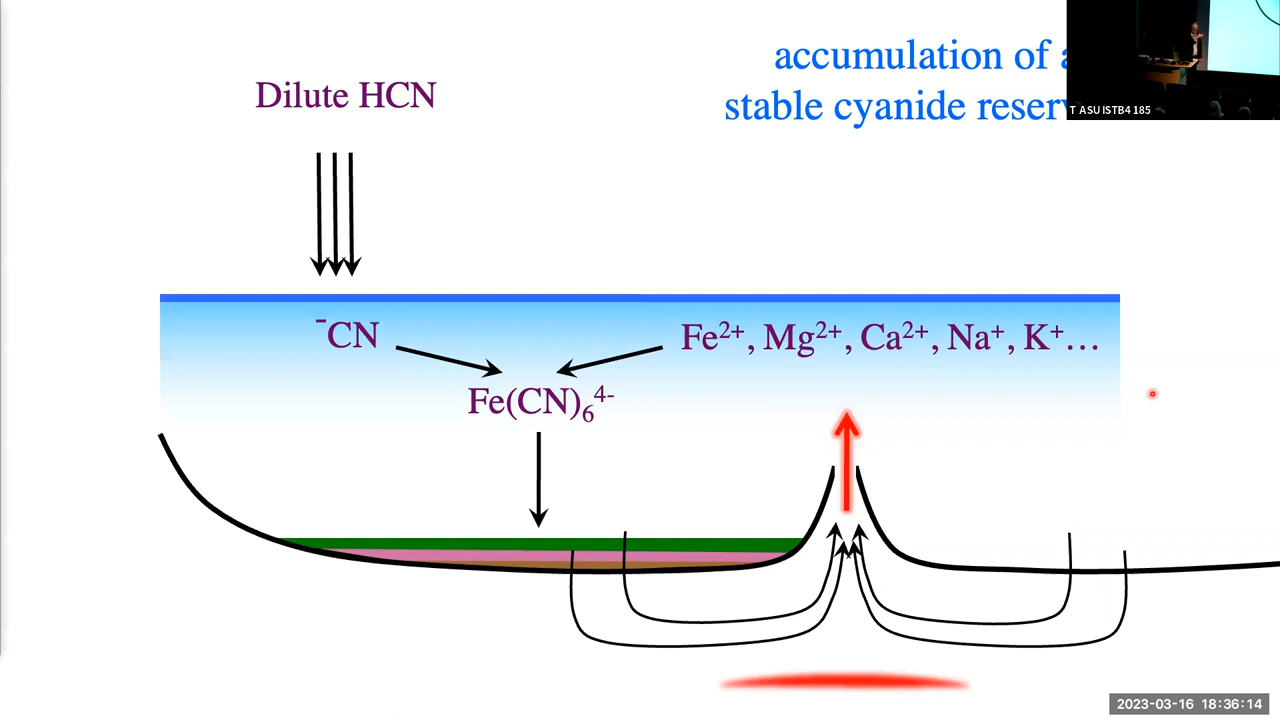 accumulation of
stable cyanide
Dilute HCN
T ASU ISTB4 185
⁻CN
Fe²⁺, Mg²⁺, Ca²⁺, Na⁺, K⁺…
Fe(CN)₆⁴⁻
2023-03-16 18:36:14